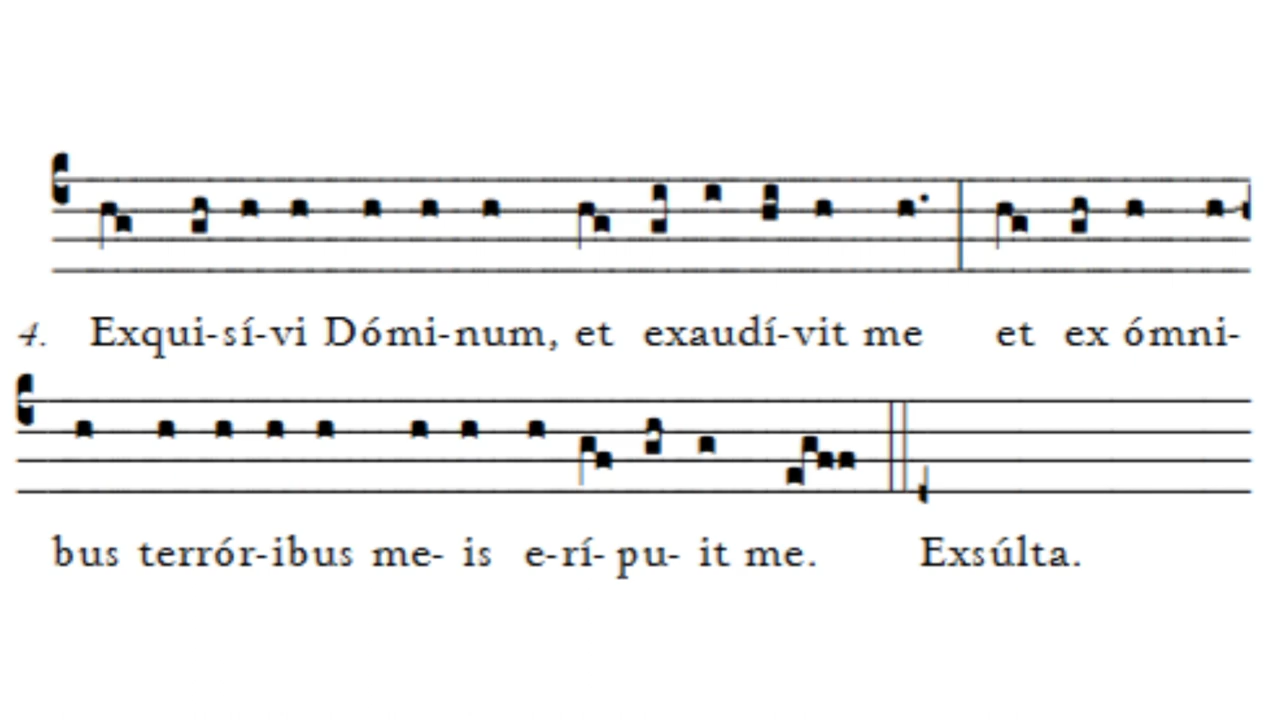 4. Exqui-sí-vi Dómi-num, et exaudí-vit me et ex ómni-
bus terrór-ibus me- is e-rí- pu- it me. Exsúlta.